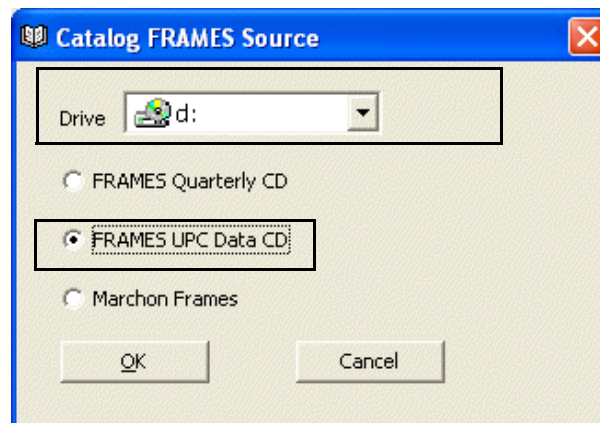 Catalog FRAMES Source
Drive d:
FRAMES Quarterly CD
FRAMES UPC Data CD
Marchon Frames
OK Cancel